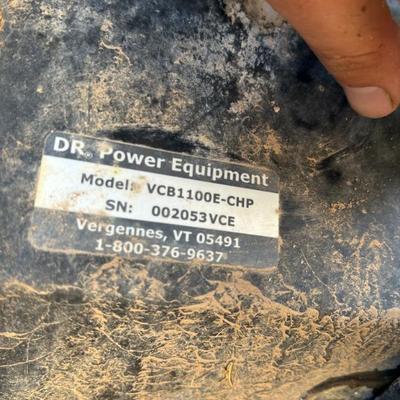 DR® Power Equipment
Model: VCB1100E-CHP
SN: 002053VCE
Vergennes, VT 05491
1-800-376-9637